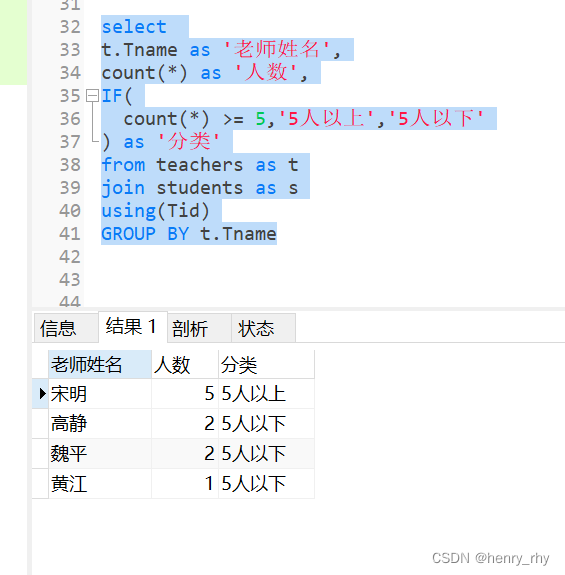 31
32 select
33 t.Tname as '老师姓名',
34 count(*) as '人数',
35 IF(
36 count(*) >= 5,'5人以上','5人以下'
37 ) as '分类'
38 from teachers as t
39 join students as s
40 using(Tid)
41 GROUP BY t.Tname
42
43
44
信息 结果 1 剖析 状态
老师姓名 人数 分类
宋明 5 5人以上
高静 2 5人以下
魏平 2 5人以下
黄江 1 5人以下
CSDN @henry_rhy